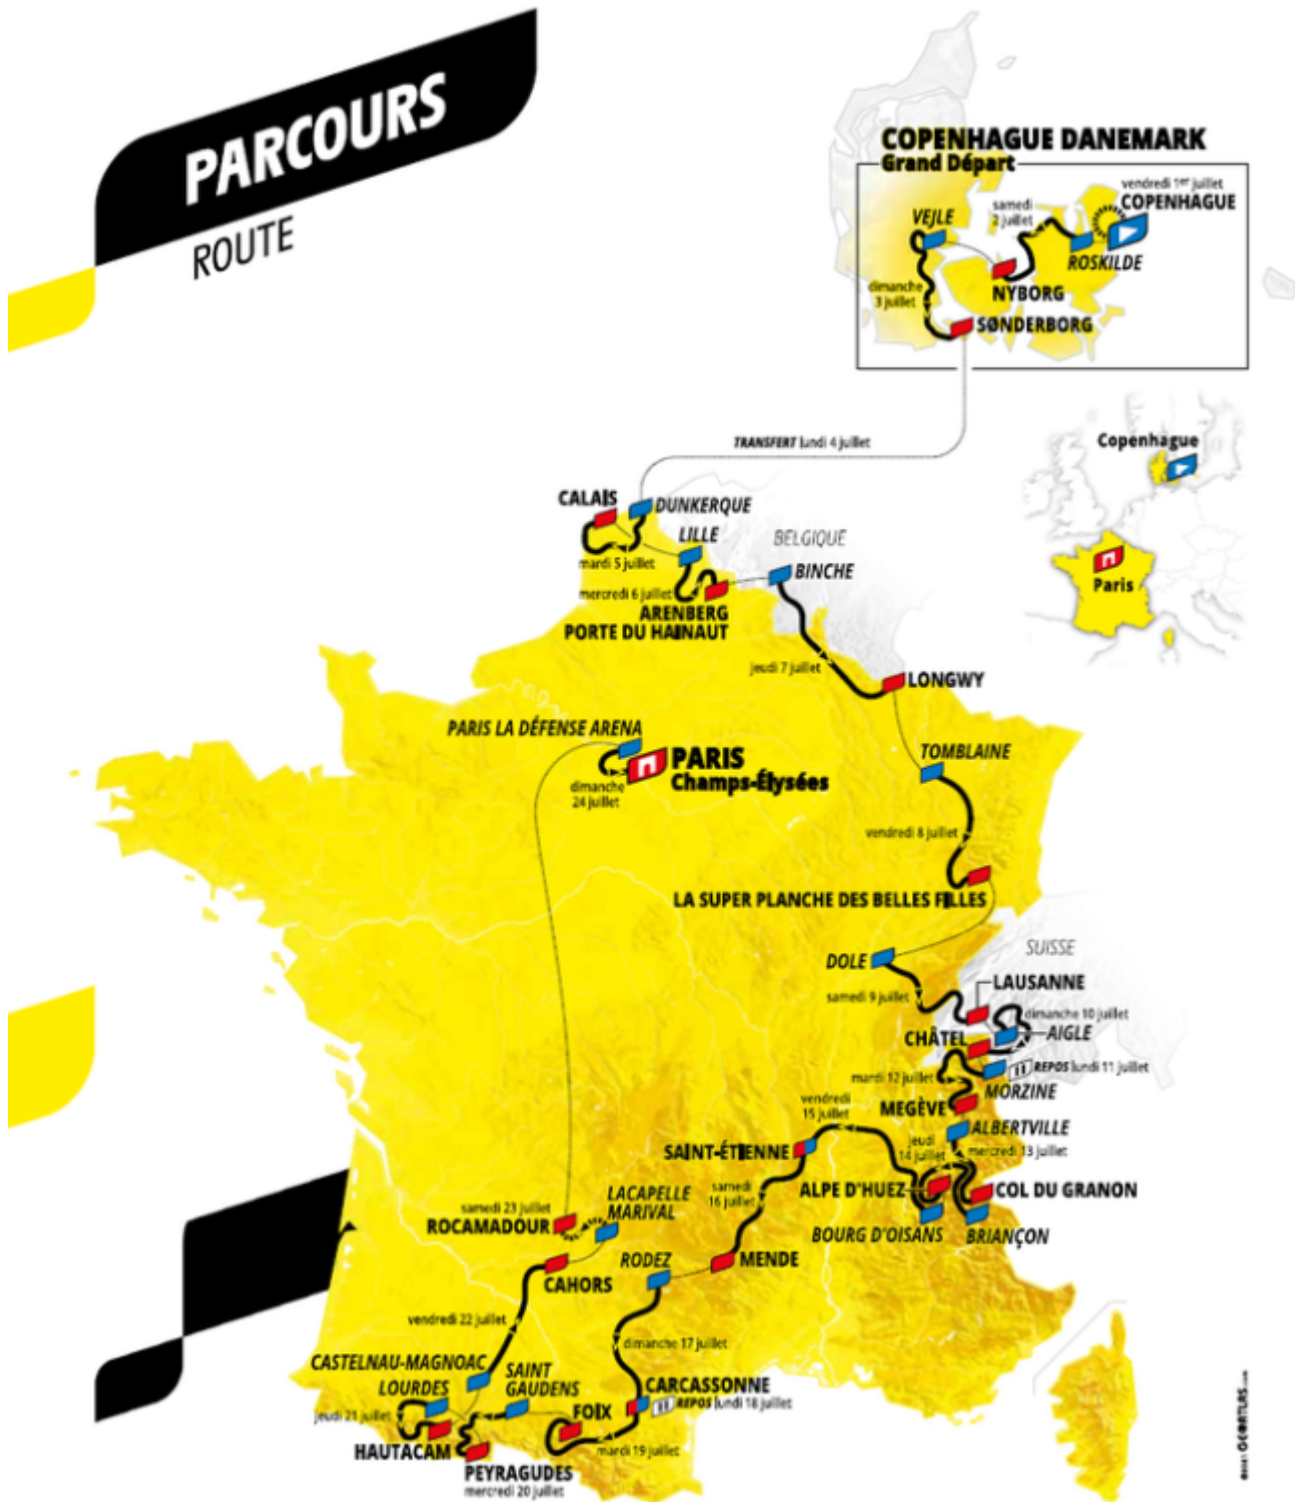 PARCOURS
ROUTE
COPENHAGUE DANEMARK
Grand Départ
vendredi 1er juillet
COPENHAGUE
samedi
2 juillet
VEJLE
ROSKILDE
dimanche
3 juillet
NYBORG
SØNDERBORG
TRANSFERT lundi 4 juillet
Copenhague
Paris
CALAIS
DUNKERQUE
LILLE
BELGIQUE
mardi 5 juillet
BINCHE
mercredi 6 juillet
ARENBERG
PORTE DU HAINAUT
jeudi 7 juillet
LONGWY
PARIS LA DÉFENSE ARENA
TOMBLAINE
PARIS
Champs-Élysées
dimanche
24 juillet
vendredi 8 juillet
LA SUPER PLANCHE DES BELLES FILLES
DOLE
SUISSE
LAUSANNE
samedi 9 juillet
dimanche 10 juillet
AIGLE
CHÂTEL
REPOS lundi 11 juillet
mardi 12 juillet
MORZINE
MEGÈVE
vendredi
15 juillet
ALBERTVILLE
jeudi
14 juillet
mercredi 13 juillet
SAINT-ÉTIENNE
samedi
16 juillet
ALPE D'HUEZ
COL DU GRANON
LACAPELLE
MARIVAL
samedi 23 juillet
ROCAMADOUR
BOURG D'OISANS
BRIANÇON
RODEZ
MENDE
CAHORS
vendredi 22 juillet
dimanche 17 juillet
CASTELNAU-MAGNOAC
SAINT
GAUDENS
LOURDES
CARCASSONNE
REPOS lundi 18 juillet
jeudi 21 juillet
FOIX
HAUTACAM
mardi 19 juillet
PEYRAGUDES
mercredi 20 juillet